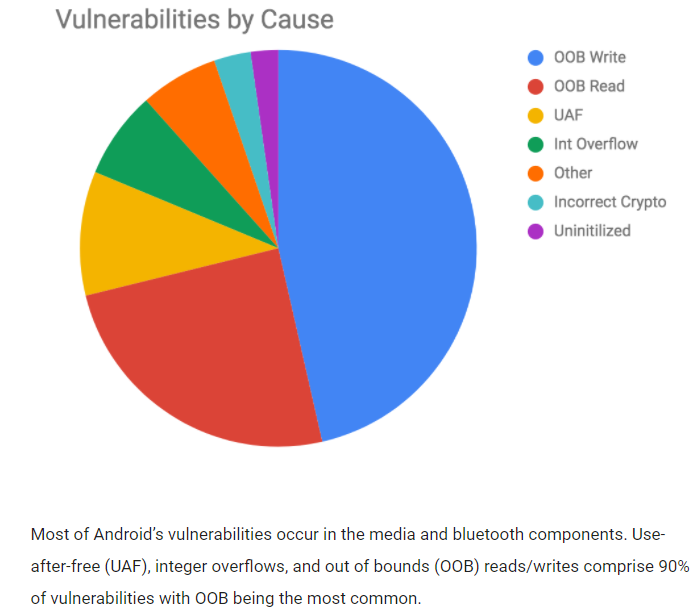 Vulnerabilities by Cause
OOB Write
OOB Read
UAF
Int Overflow
Other
Incorrect Crypto
Uninitilized
Most of Android’s vulnerabilities occur in the media and bluetooth components. Use-
after-free (UAF), integer overflows, and out of bounds (OOB) reads/writes comprise 90%
of vulnerabilities with OOB being the most common.